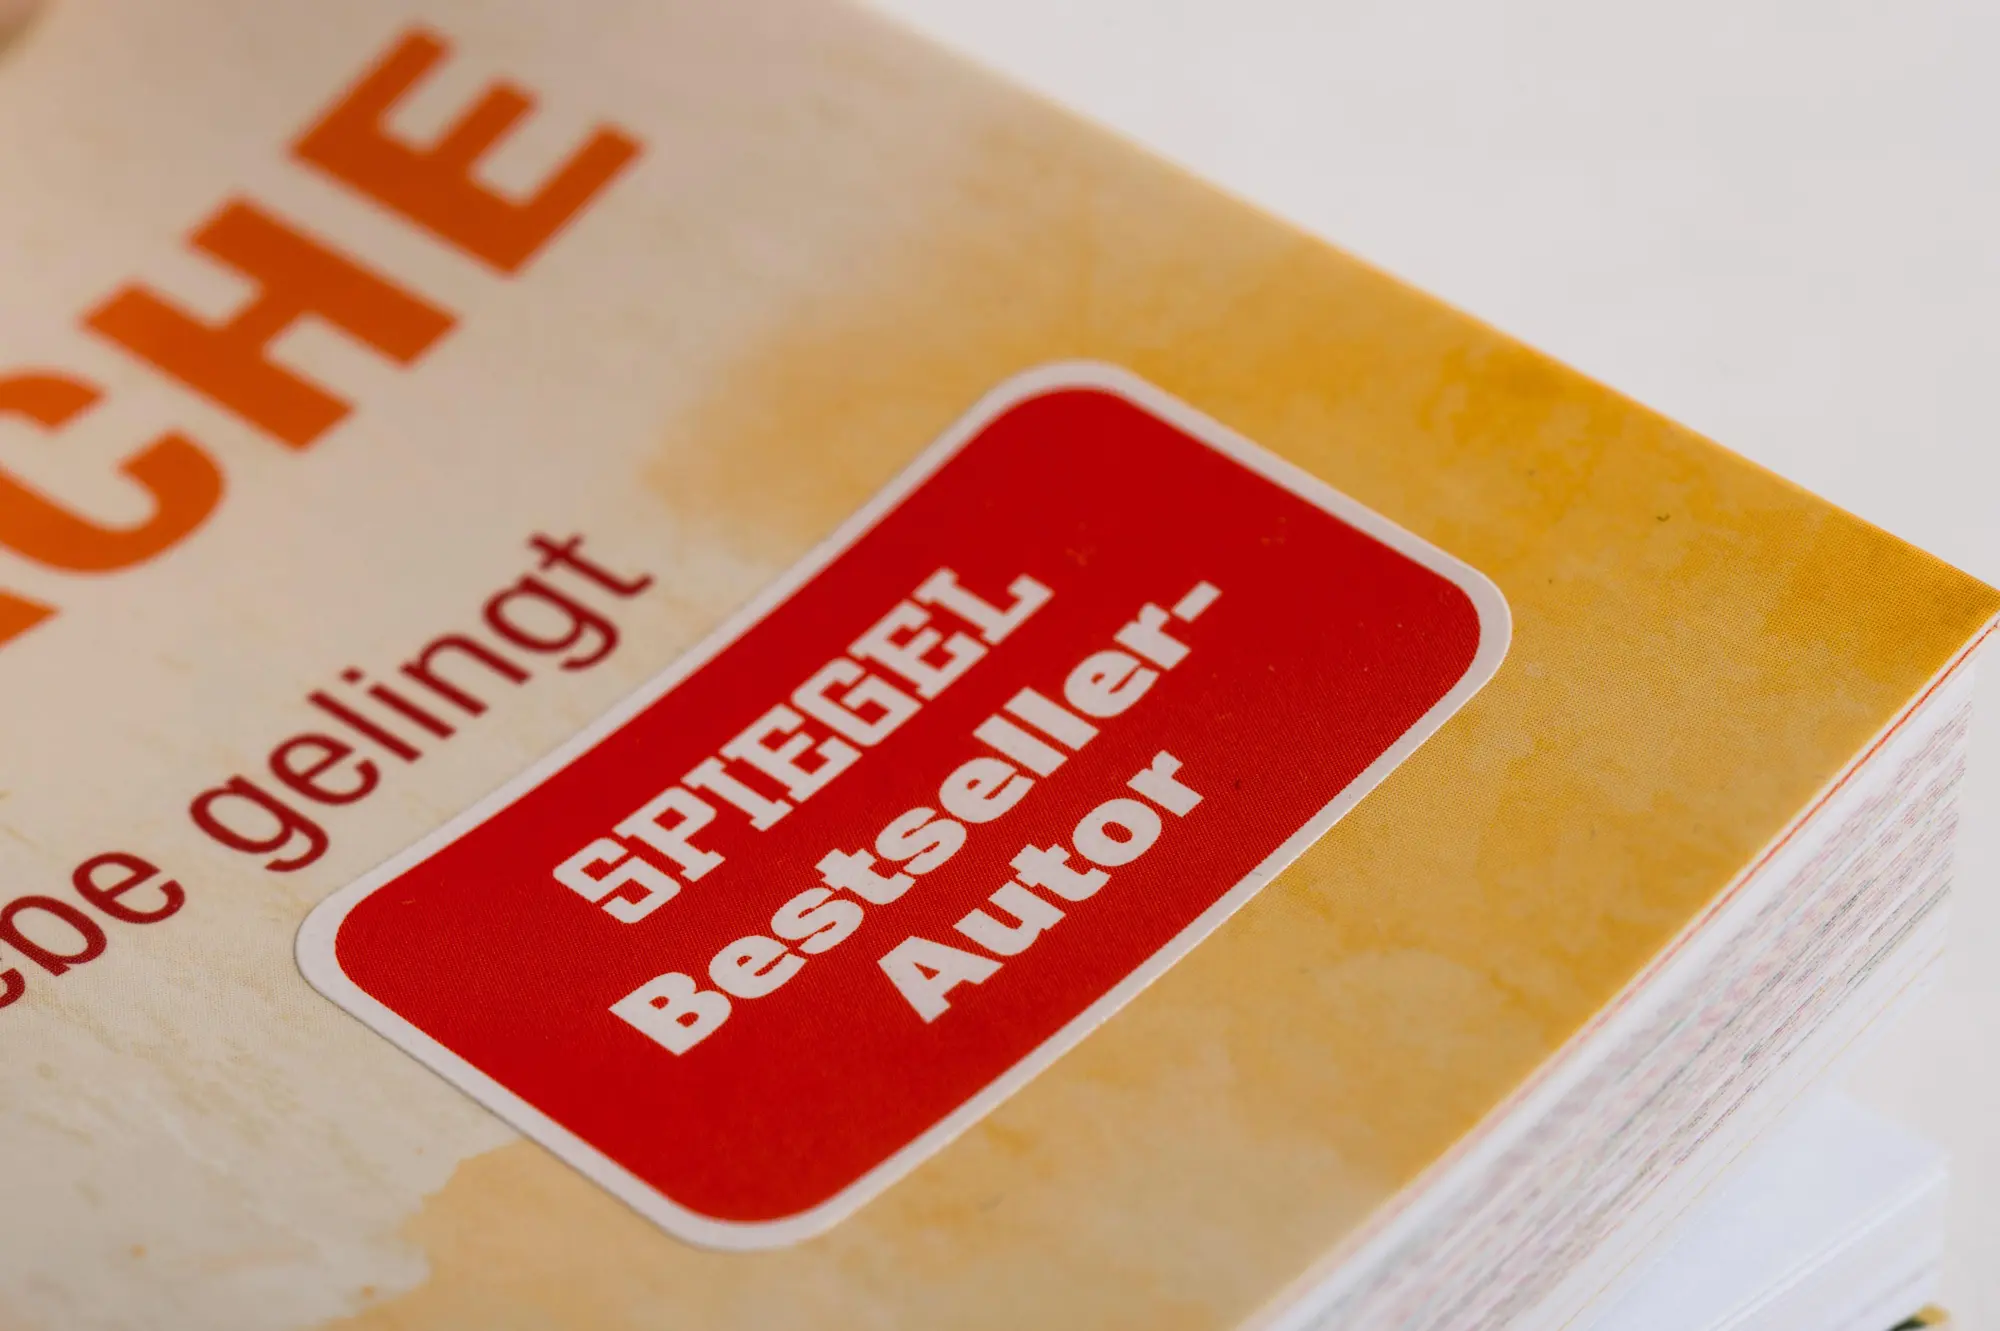 CHE
gelingt
SPIEGEL
Bestseller-
Autor